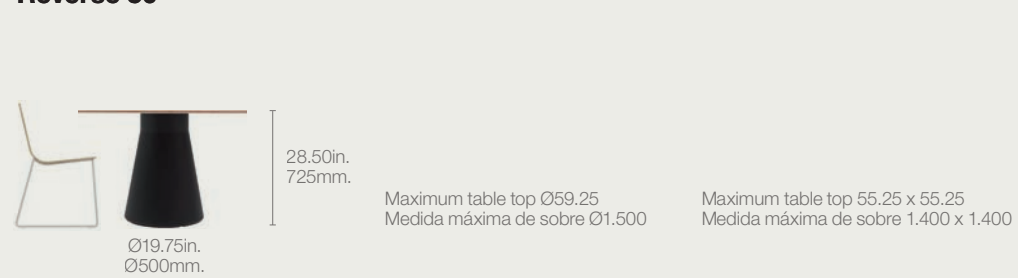 28.50in.
725mm.
Maximum table top Ø59.25
Medida máxima de sobre Ø1.500
Maximum table top 55.25 x 55.25
Medida máxima de sobre 1.400 x 1.400
Ø19.75in.
Ø500mm.